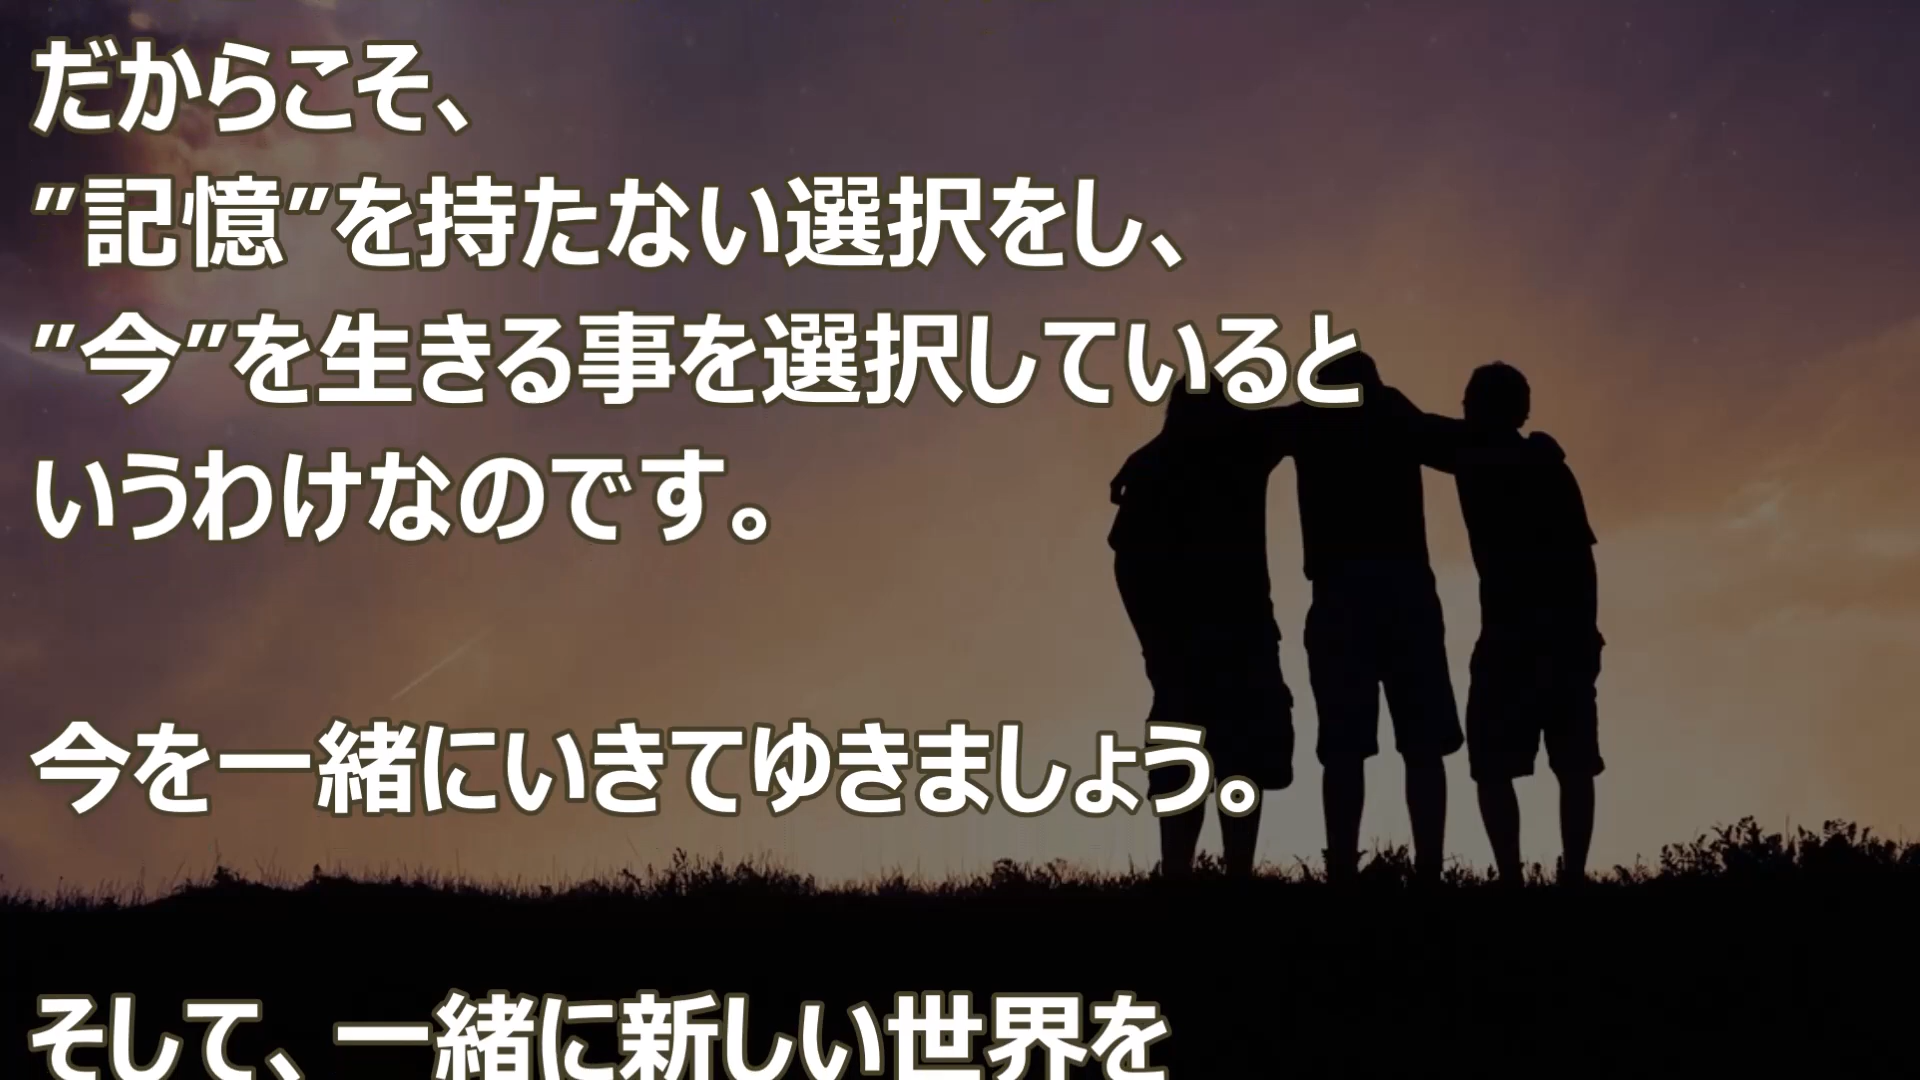 だからこそ、
"記憶"を持たない選択をし、
"今"を生きる事を選択していると
いうわけなのです。
今を一緒にいきてゆきましょう。
そして、一緒に新しい世界を